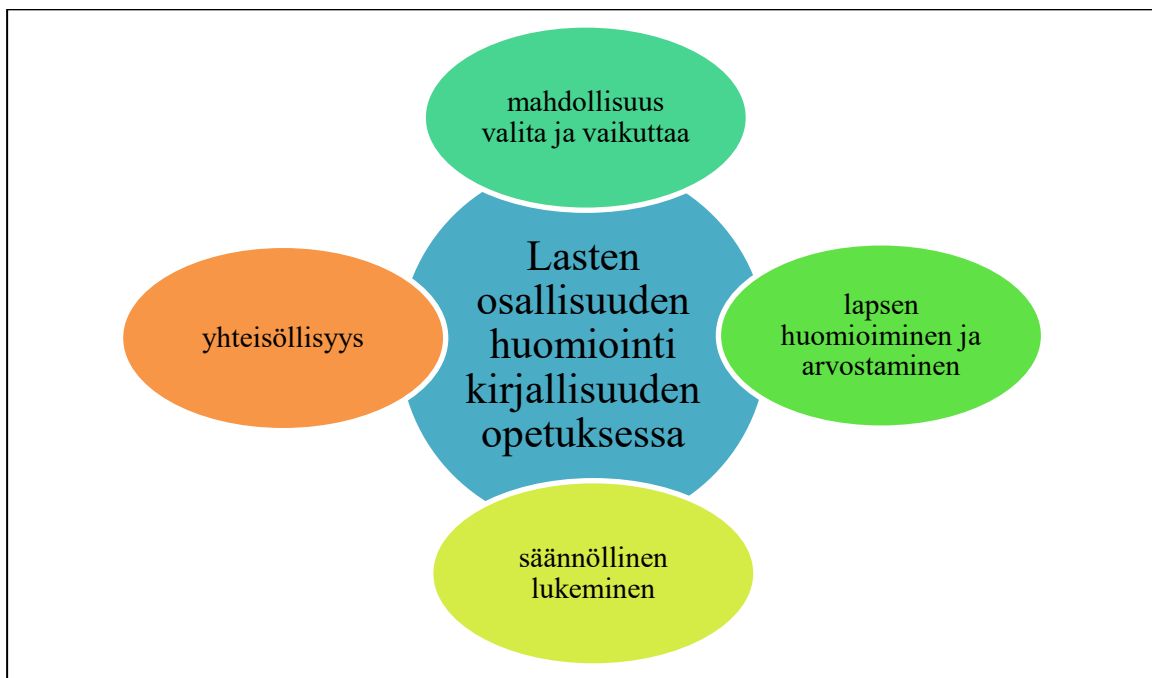 mahdollisuus
valita ja vaikuttaa
Lasten
osallisuuden
huomiointi
kirjallisuuden
opetuksessa
yhteisöllisyys
lapsen
huomioiminen ja
arvostaminen
säännöllinen
lukeminen